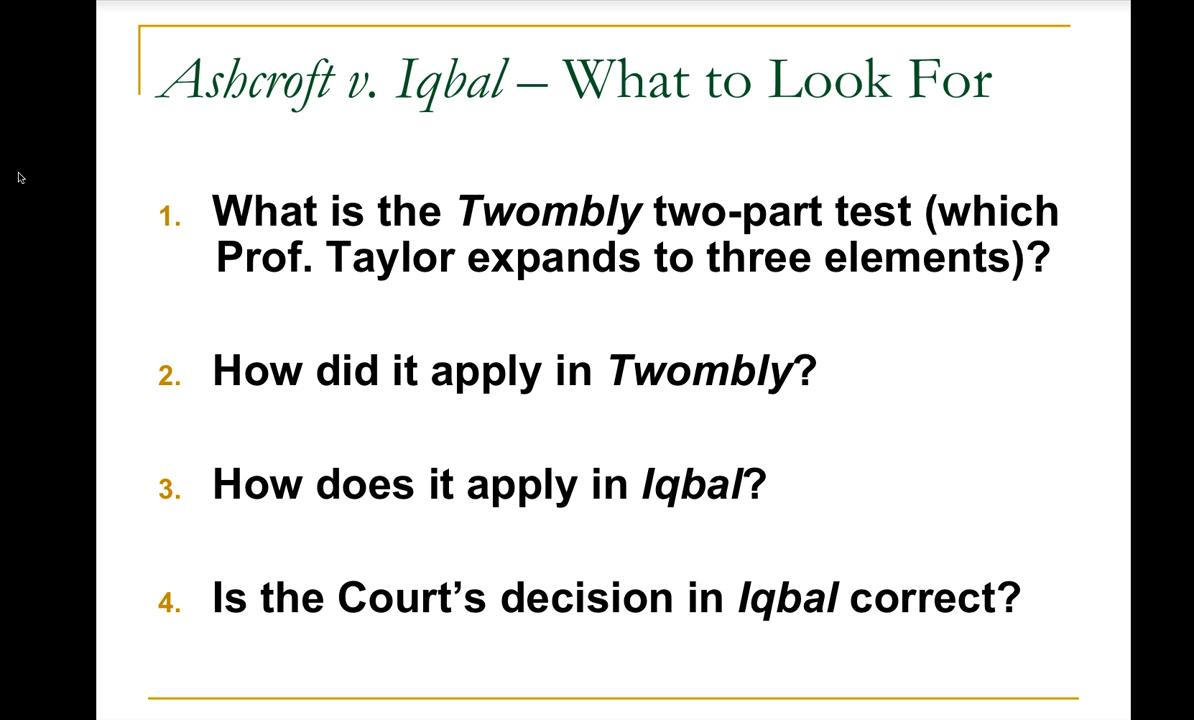 Ashcroft v. Iqbal – What to Look For
1. What is the Twombly two-part test (which
Prof. Taylor expands to three elements)?
2. How did it apply in Twombly?
3. How does it apply in Iqbal?
4. Is the Court’s decision in Iqbal correct?